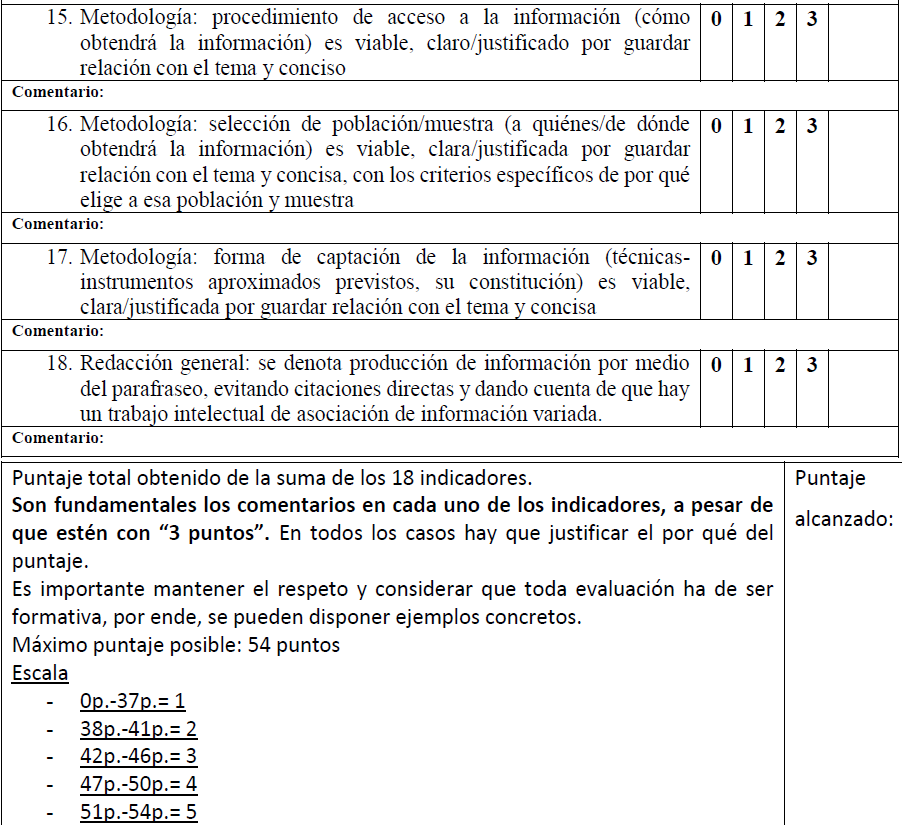 15. Metodología: procedimiento de acceso a la información (cómo 0 1 2 3
obtendrá la información) es viable, claro/justificado por guardar
relación con el tema y conciso
Comentario:
16. Metodología: selección de población/muestra (a quiénes/de dónde 0 1 2 3
obtendrá la información) es viable, clara/justificada por guardar
relación con el tema y concisa, con los criterios específicos de por qué
elige a esa población y muestra
Comentario:
17. Metodología: forma de captación de la información (técnicas- 0 1 2 3
instrumentos aproximados previstos, su constitución) es viable,
clara/justificada por guardar relación con el tema y concisa
Comentario:
18. Redacción general: se denota producción de información por medio 0 1 2 3
del parafraseo, evitando citaciones directas y dando cuenta de que hay
un trabajo intelectual de asociación de información variada.
Comentario:
Puntaje total obtenido de la suma de los 18 indicadores.
Son fundamentales los comentarios en cada uno de los indicadores, a pesar de
que estén con “3 puntos”. En todos los casos hay que justificar el por qué del
puntaje.
Es importante mantener el respeto y considerar que toda evaluación ha de ser
formativa, por ende, se pueden disponer ejemplos concretos.
Máximo puntaje posible: 54 puntos
Escala
- 0p.-37p.= 1
- 38p.-41p.= 2
- 42p.-46p.= 3
- 47p.-50p.= 4
- 51p.-54p.= 5
Puntaje
alcanzado: